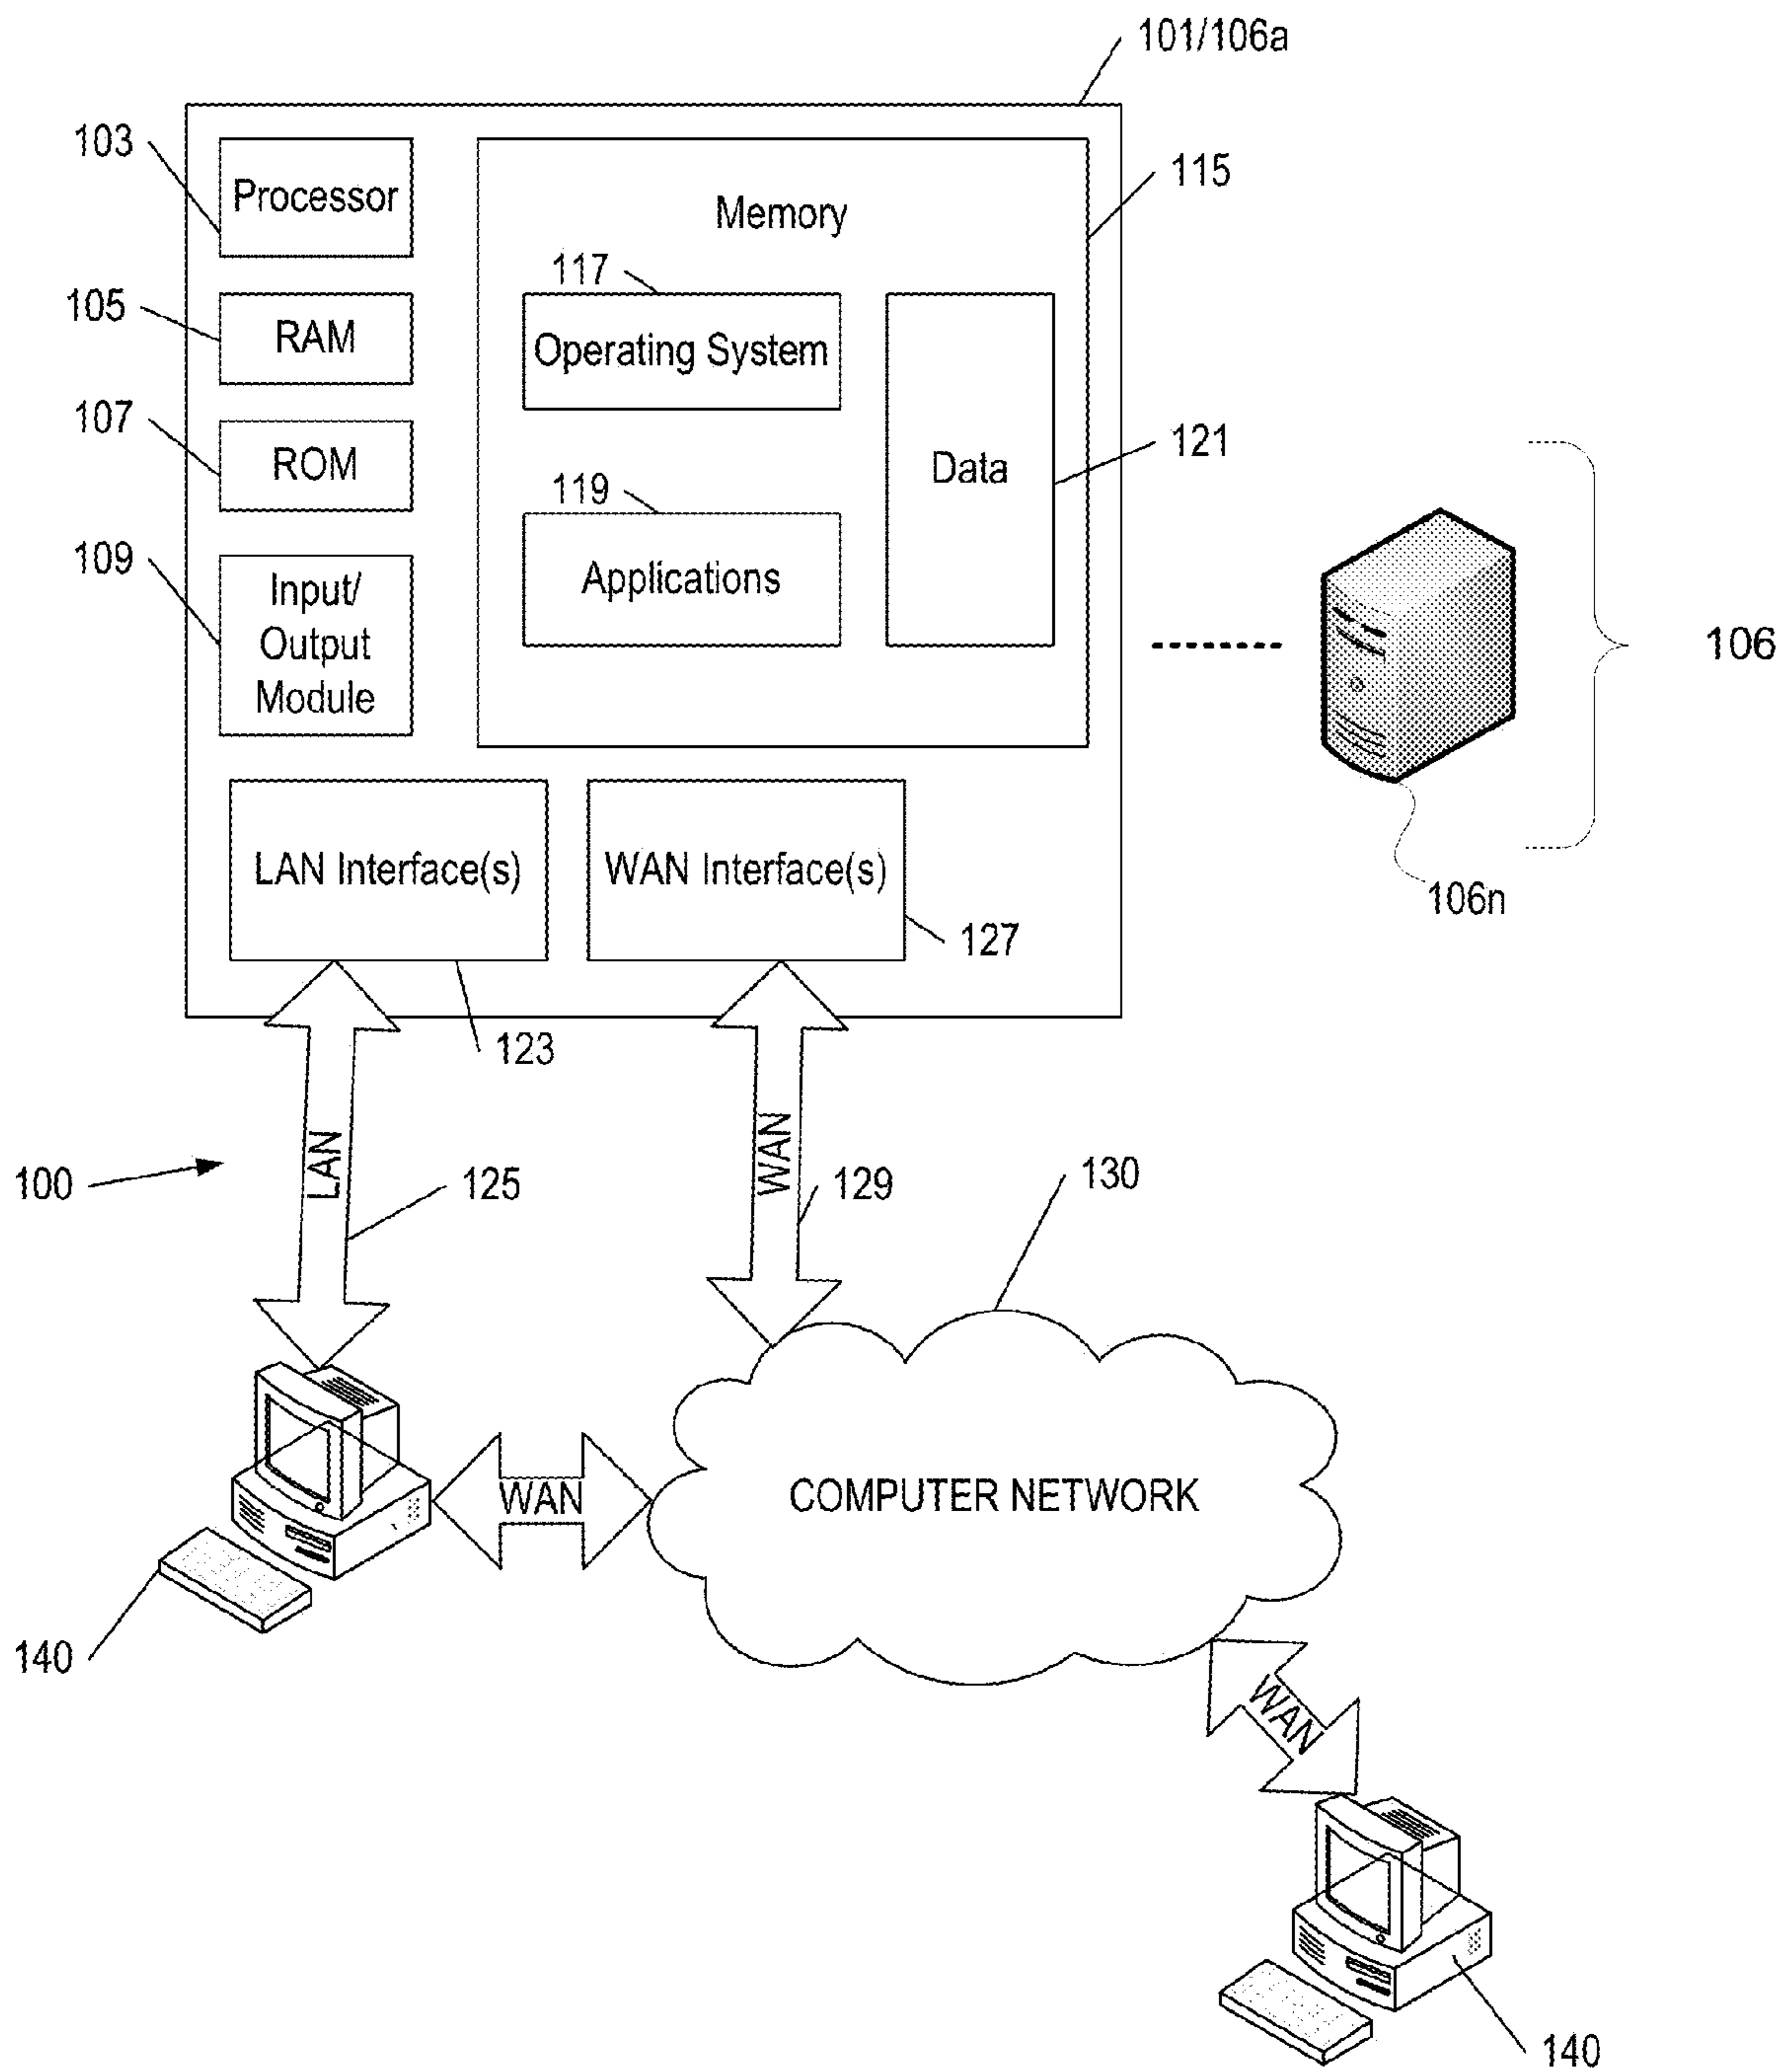 101/106a
103
Processor
Memory
115
117
105
RAM
Operating System
107
ROM
Data
121
119
109
Input/
Output
Module
Applications
106
LAN Interface(s)
WAN Interface(s)
106n
127
123
LAN
WAN
100
125
129
130
WAN
COMPUTER NETWORK
140
WAN
140